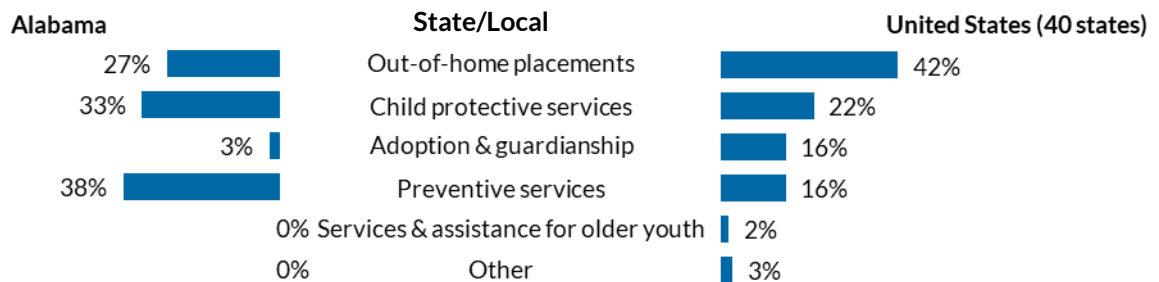 Alabama State/Local United States (40 states)
27% Out-of-home placements 42%
33% Child protective services 22%
3% Adoption & guardianship 16%
38% Preventive services 16%
0% Services & assistance for older youth 2%
0% Other 3%